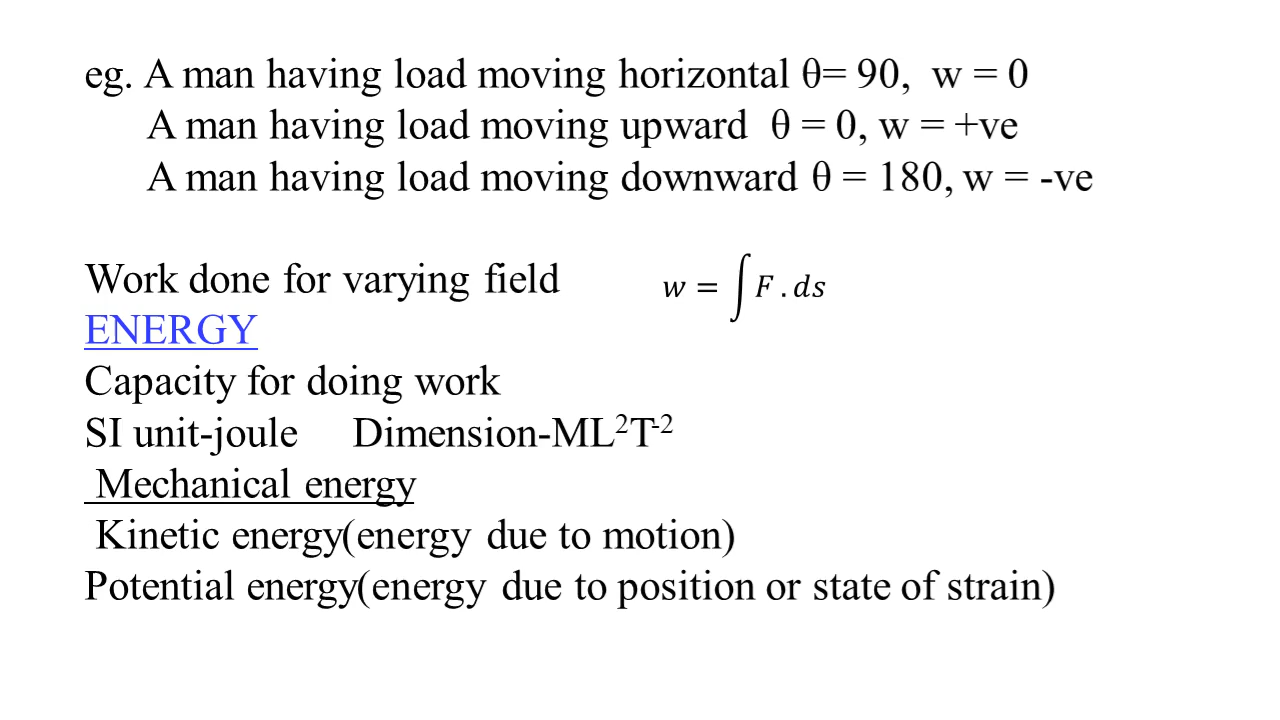 eg. A man having load moving horizontal θ= 90,  w = 0
A man having load moving upward  θ = 0, w = +ve
A man having load moving downward θ = 180, w = -ve
Work done for varying field    w = ∫F . ds
ENERGY
Capacity for doing work
SI unit-joule    Dimension-ML²T⁻²
Mechanical energy
Kinetic energy(energy due to motion)
Potential energy(energy due to position or state of strain)